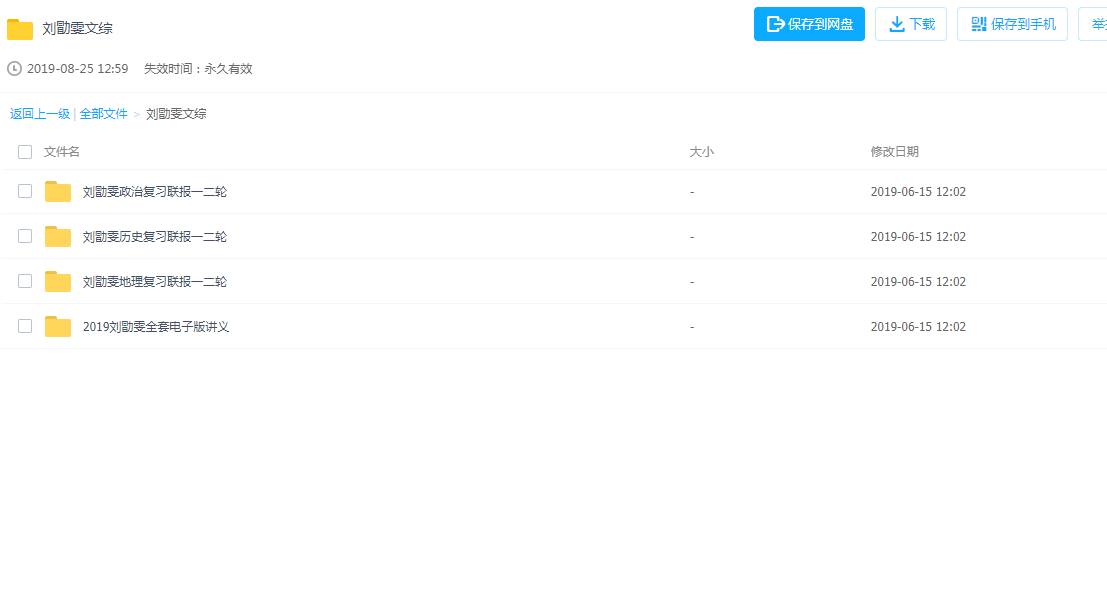 刘勖雯文综
保存到网盘 下载 保存到手机
2019-08-25 12:59 失效时间：永久有效
返回上一级 | 全部文件 > 刘勖雯文综
文件名 大小 修改日期
刘勖雯政治复习联报一二轮 - 2019-06-15 12:02
刘勖雯历史复习联报一二轮 - 2019-06-15 12:02
刘勖雯地理复习联报一二轮 - 2019-06-15 12:02
2019刘勖雯全套电子版讲义 - 2019-06-15 12:02